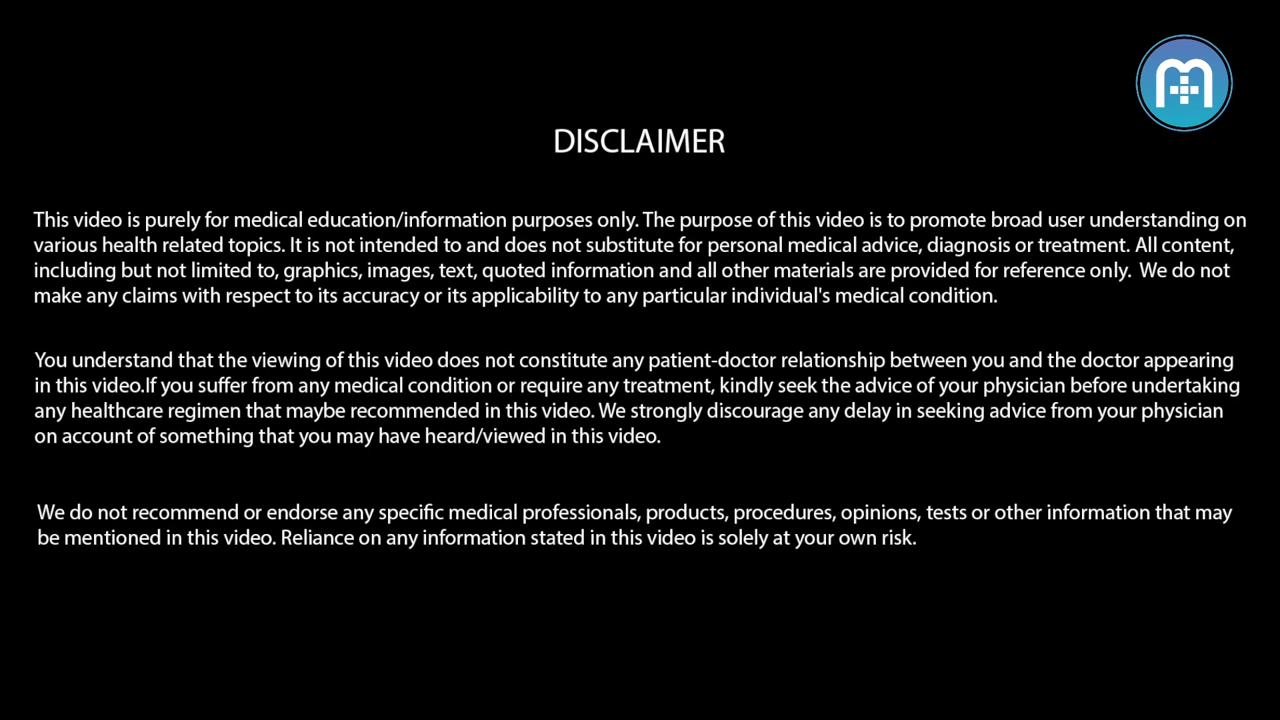 DISCLAIMER
This video is purely for medical education/information purposes only. The purpose of this video is to promote broad user understanding on
various health related topics. It is not intended to and does not substitute for personal medical advice, diagnosis or treatment. All content,
including but not limited to, graphics, images, text, quoted information and all other materials are provided for reference only.  We do not
make any claims with respect to its accuracy or its applicability to any particular individual's medical condition.
You understand that the viewing of this video does not constitute any patient-doctor relationship between you and the doctor appearing
in this video.If you suffer from any medical condition or require any treatment, kindly seek the advice of your physician before undertaking
any healthcare regimen that maybe recommended in this video. We strongly discourage any delay in seeking advice from your physician
on account of something that you may have heard/viewed in this video.
We do not recommend or endorse any specific medical professionals, products, procedures, opinions, tests or other information that may
be mentioned in this video. Reliance on any information stated in this video is solely at your own risk.